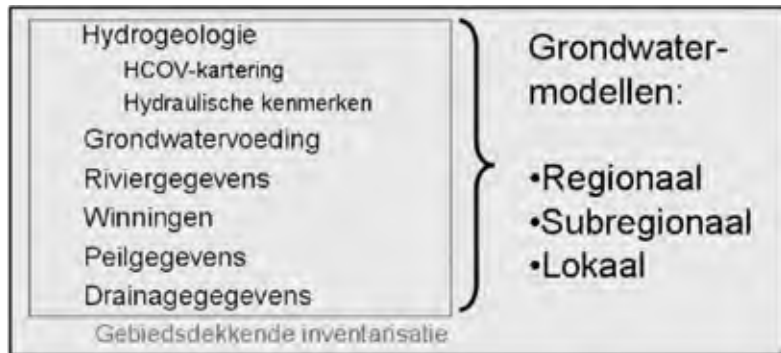 Hydrogeologie
HCOV-kartering
Hydraulische kenmerken
Grondwatervoeding
Riviergegevens
Winningen
Peilgegevens
Drainagegegevens
Gebiedsdekkende inventarisatie
Grondwater-
modellen:
•Regionaal
•Subregionaal
•Lokaal